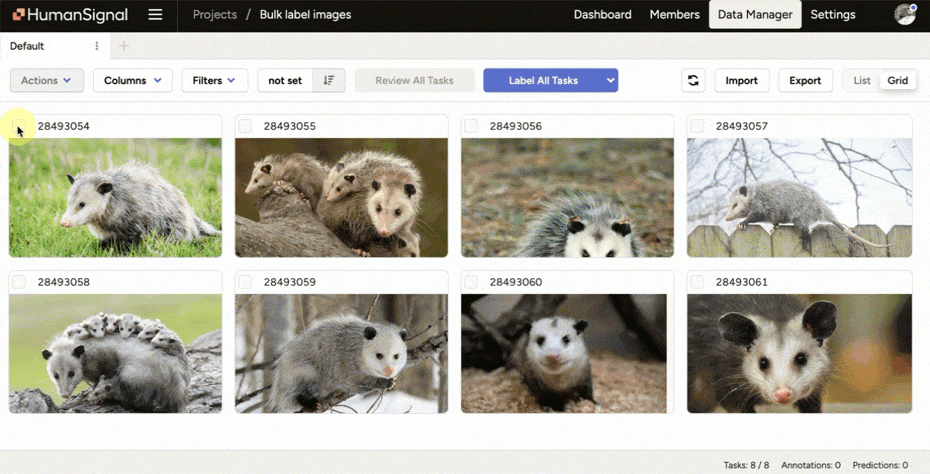 HumanSignal Projects / Bulk label images Dashboard Members Data Manager Settings
Default
Actions Columns Filters not set Review All Tasks Label All Tasks Import Export List Grid
28493054 28493055 28493056 28493057
28493058 28493059 28493060 28493061
Tasks: 8 / 8 Annotations: 0 Predictions: 0